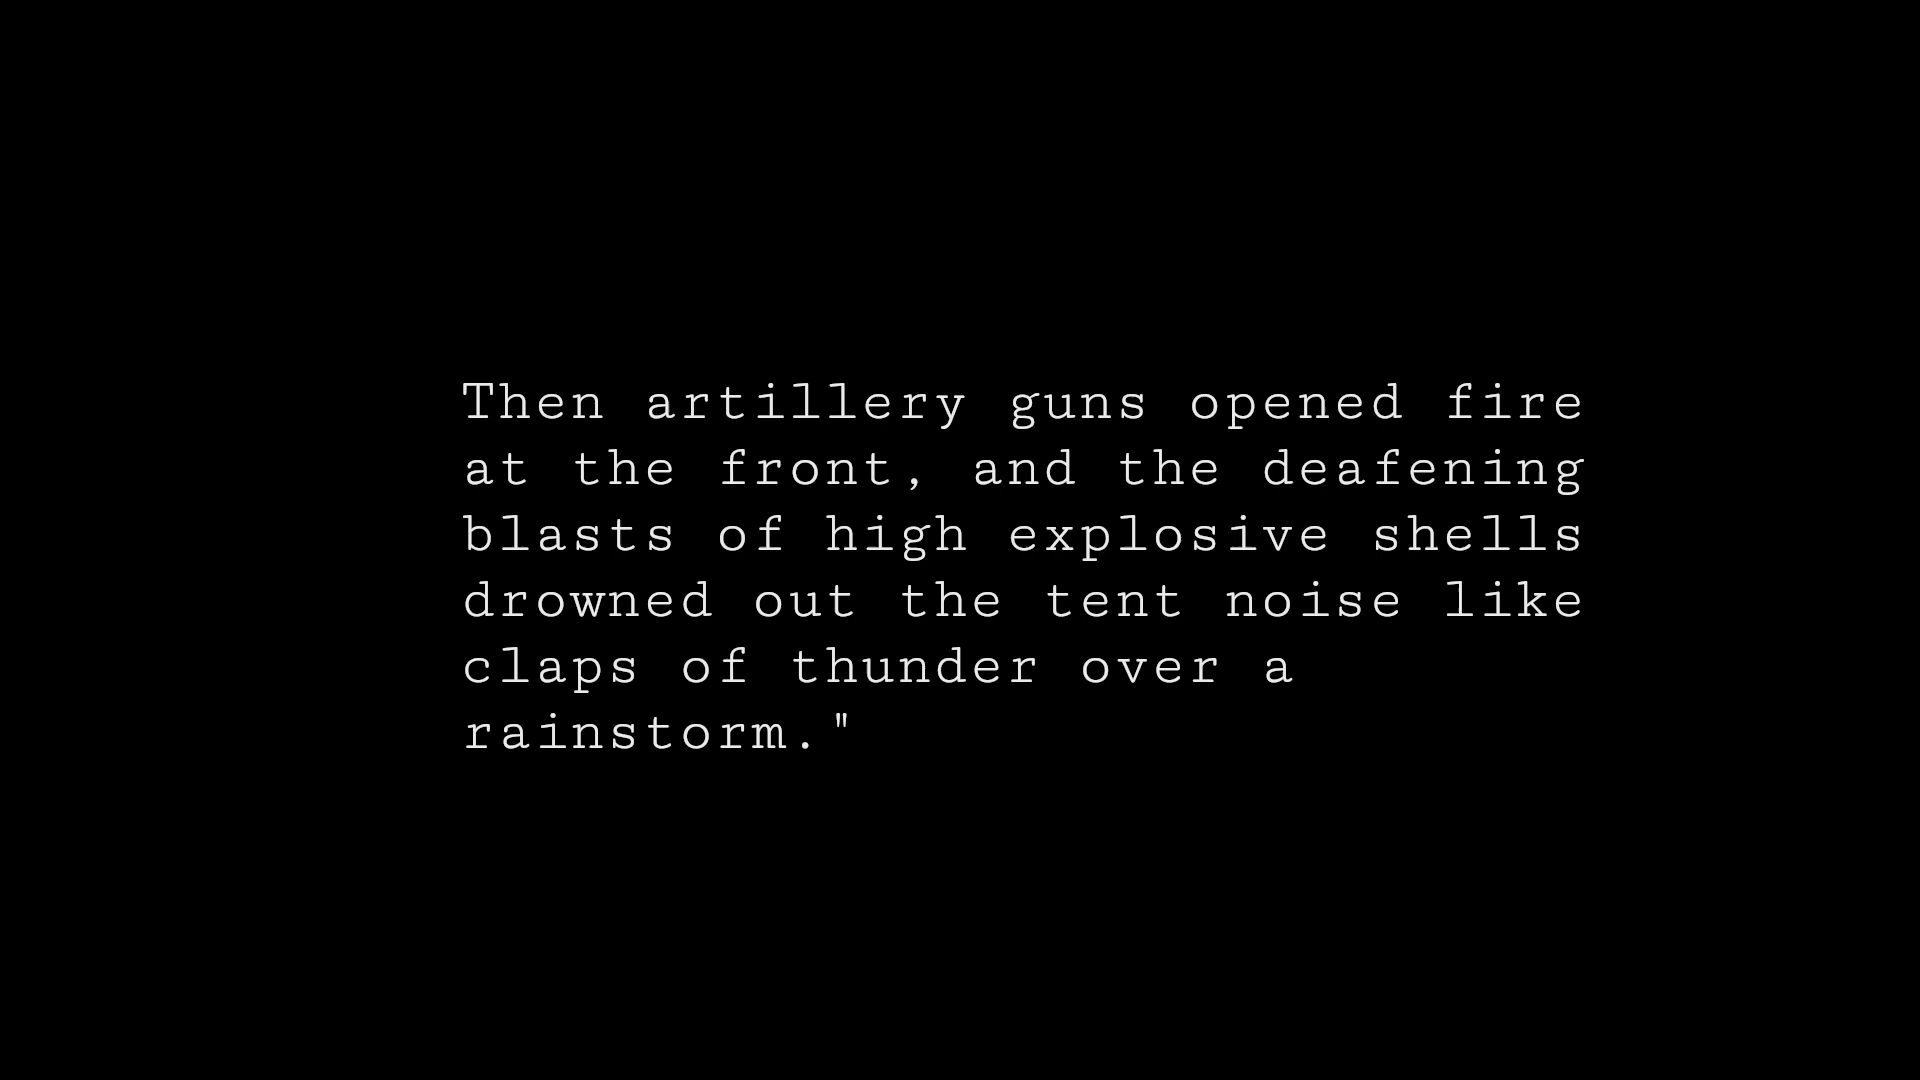 Then artillery guns opened fire
at the front, and the deafening
blasts of high explosive shells
drowned out the tent noise like
claps of thunder over a
rainstorm."